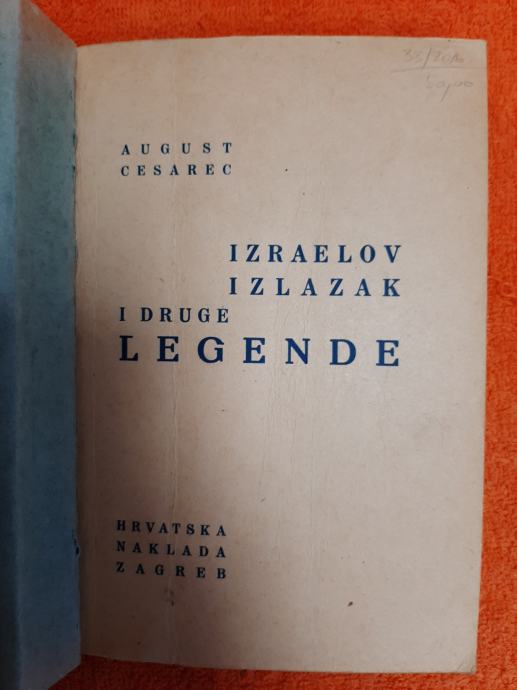 AUGUST
CESAREC
IZRAELOV
IZLAZAK
I DRUGE
LEGENDE
HRVATSKA
NAKLADA
ZAGREB